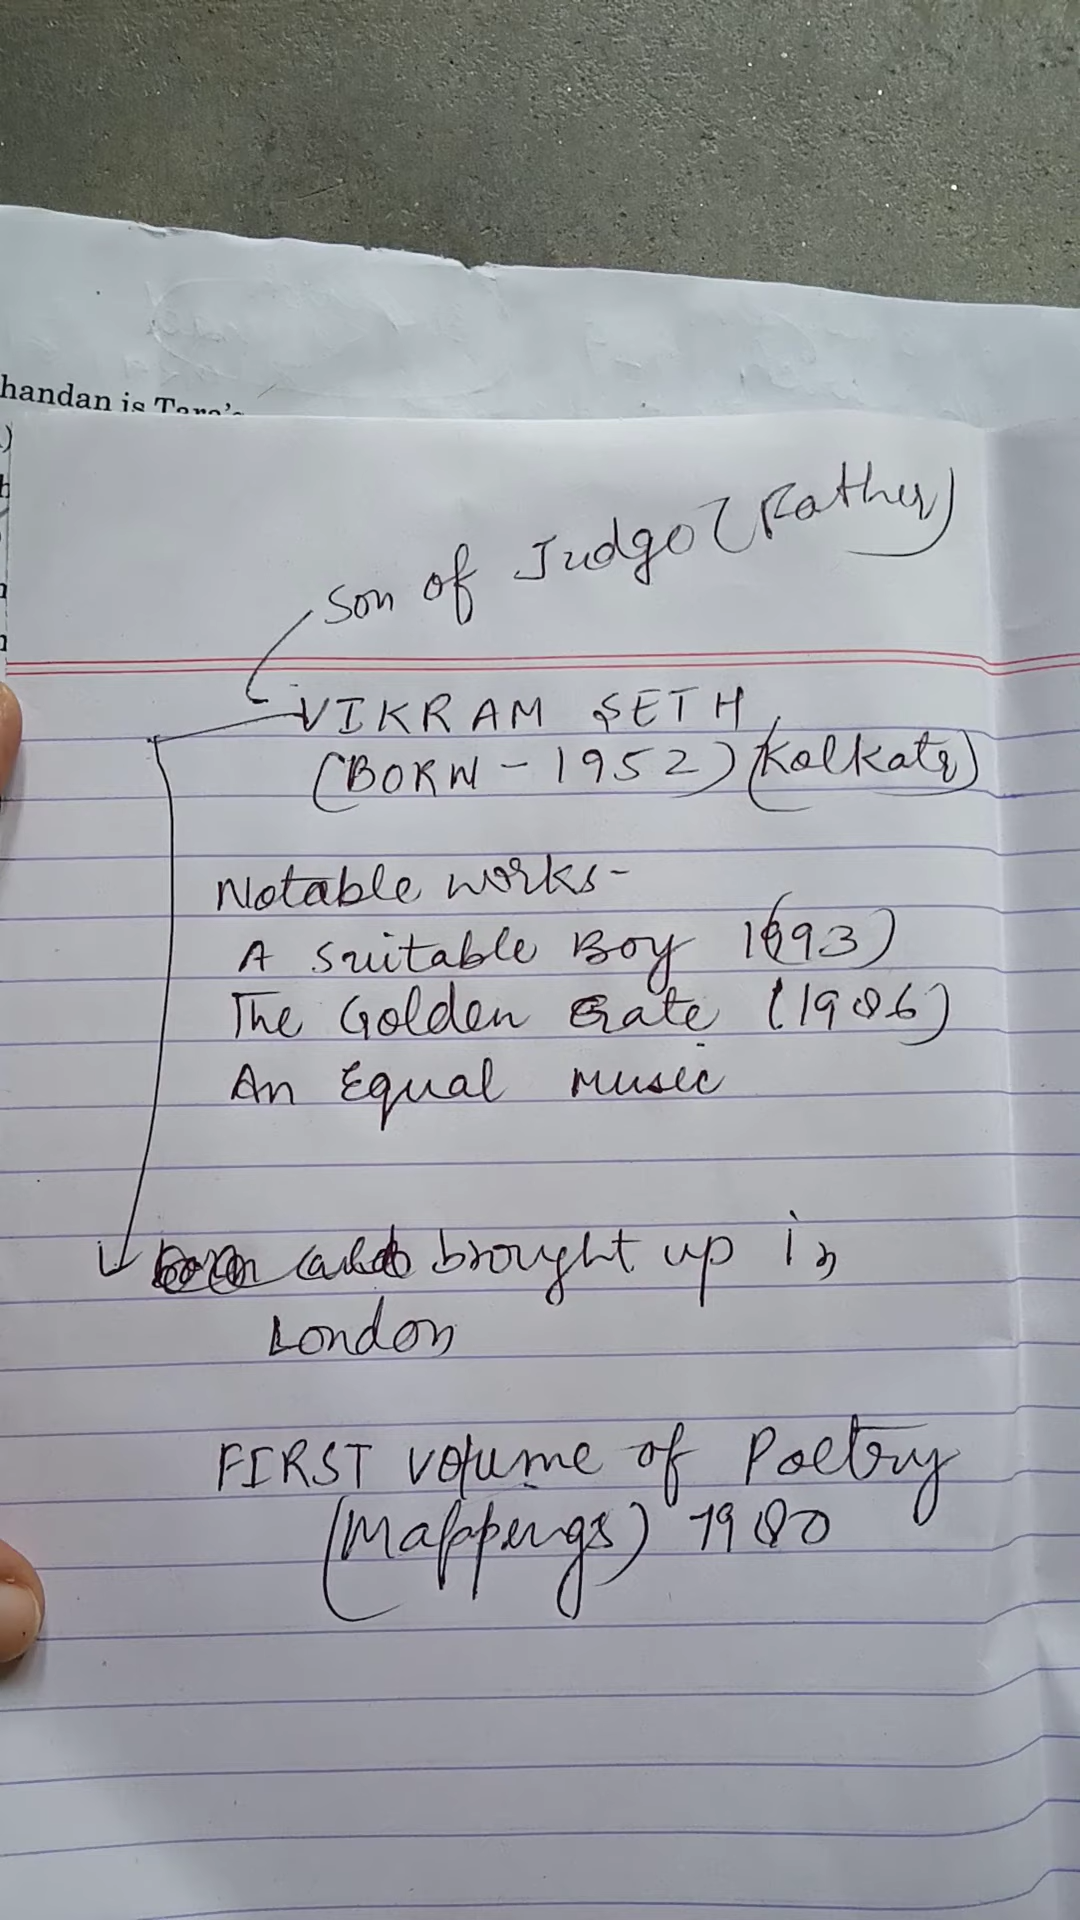 handan is Tara's
)
Son of Judge (Father)
VIKRAM SETH
(BORN - 1952) (Kolkata)
Notable works-
A Suitable Boy 1993)
The Golden Gate (1986)
An Equal Music
brought up in
London
FIRST volume of Poetry
(Mappings) 1980